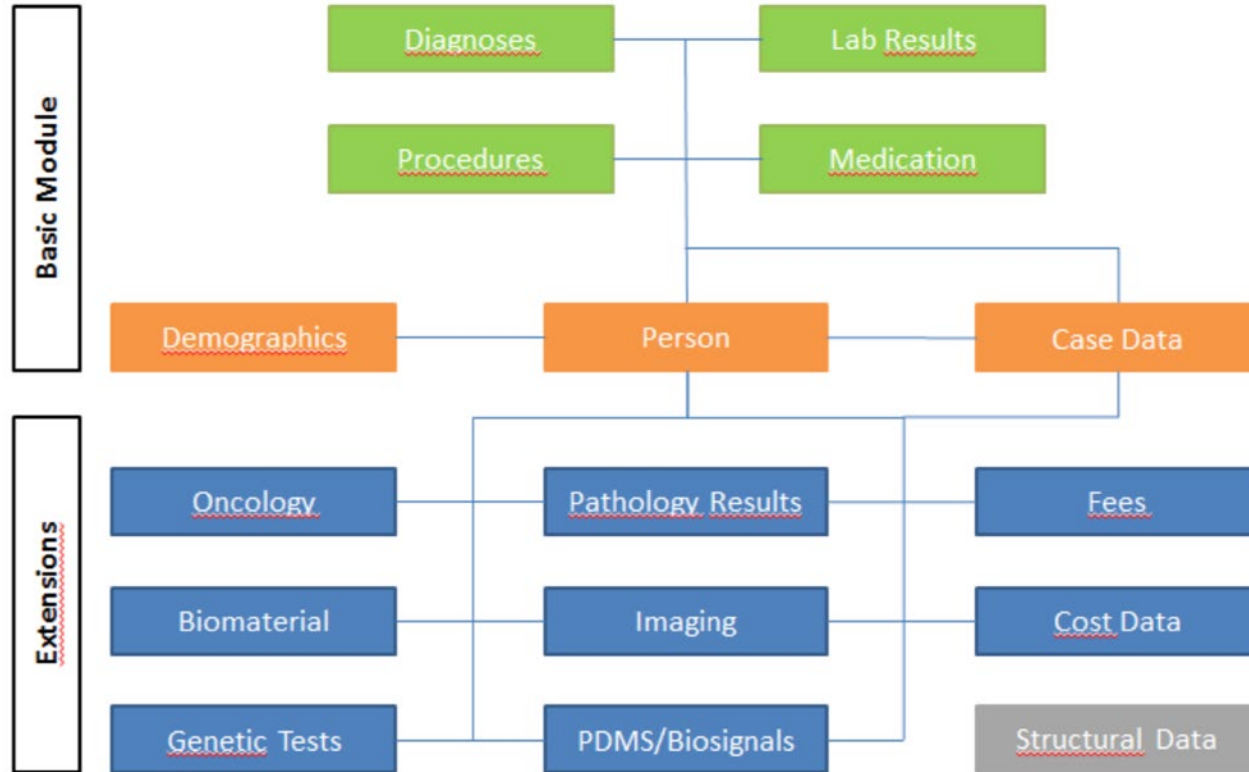 Basic Module
Diagnoses
Lab Results
Procedures
Medication
Demographics
Person
Case Data
Extensions
Oncology
Pathology Results
Fees
Biomaterial
Imaging
Cost Data
Genetic Tests
PDMS/Biosignals
Structural Data